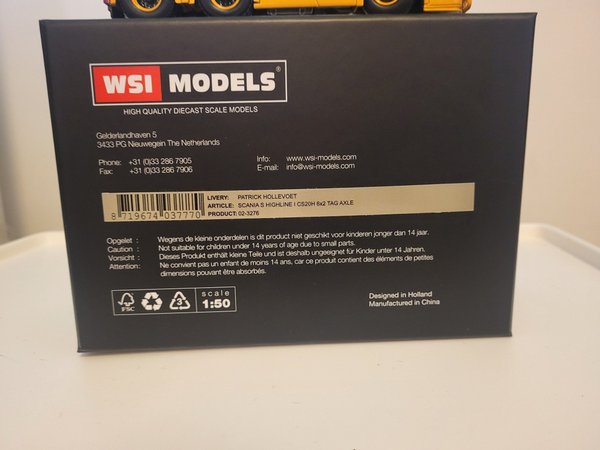 WSI MODELS®
HIGH QUALITY DIECAST SCALE MODELS
Gelderlandhaven 5
3433 PG Nieuwegein The Netherlands
Phone: +31 (0)33 286 7905
Fax: +31 (0)33 286 7906
Info: www.wsi-models.com
E-mail: info@wsi-models.com
8 719674 037770
LIVERY: PATRICK HOLLEVOET
ARTICLE: SCANIA S HIGHLINE | CS20H 6x2 TAG AXLE
PRODUCT: 02-3276
Opgelet : Wegens de kleine onderdelen is dit product niet geschikt voor kinderen jonger dan 14 jaar.
Caution : Not suitable for children under 14 years of age due to small parts.
Vorsicht : Dieses Produkt enthält kleine Teile und ist deshalb ungeeignet für Kinder unter 14 Jahren.
Attention: Ne convient pas un enfant de moins 14 ans, car ce produit contient des éléments de petites
dimensions pouvant être absorbés.
FSC
3
scale
1:50
Designed in Holland
Manufactured in China